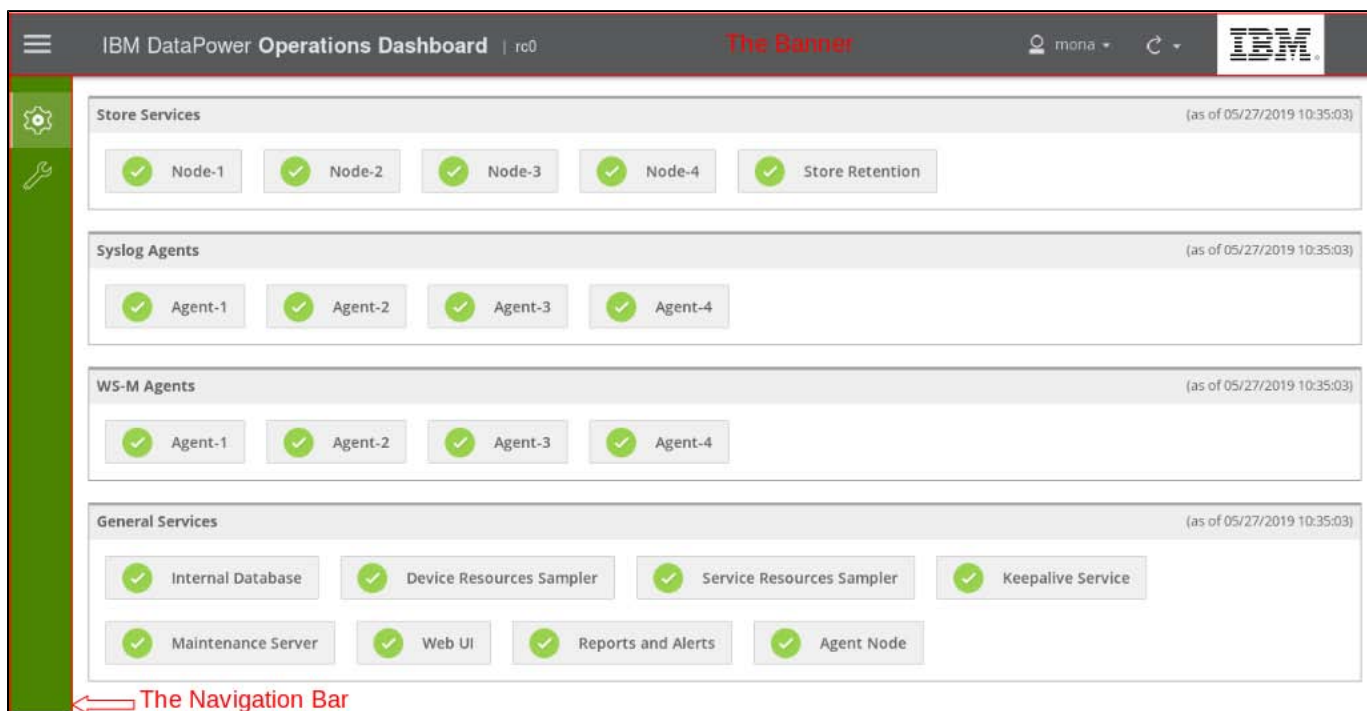 IBM DataPower Operations Dashboard | rc0 The Banner mona IBM
Store Services (as of 05/27/2019 10:35:03)
Node-1 Node-2 Node-3 Node-4 Store Retention
Syslog Agents (as of 05/27/2019 10:35:03)
Agent-1 Agent-2 Agent-3 Agent-4
WS-M Agents (as of 05/27/2019 10:35:03)
Agent-1 Agent-2 Agent-3 Agent-4
General Services (as of 05/27/2019 10:35:03)
Internal Database Device Resources Sampler Service Resources Sampler Keepalive Service
Maintenance Server Web UI Reports and Alerts Agent Node
The Navigation Bar